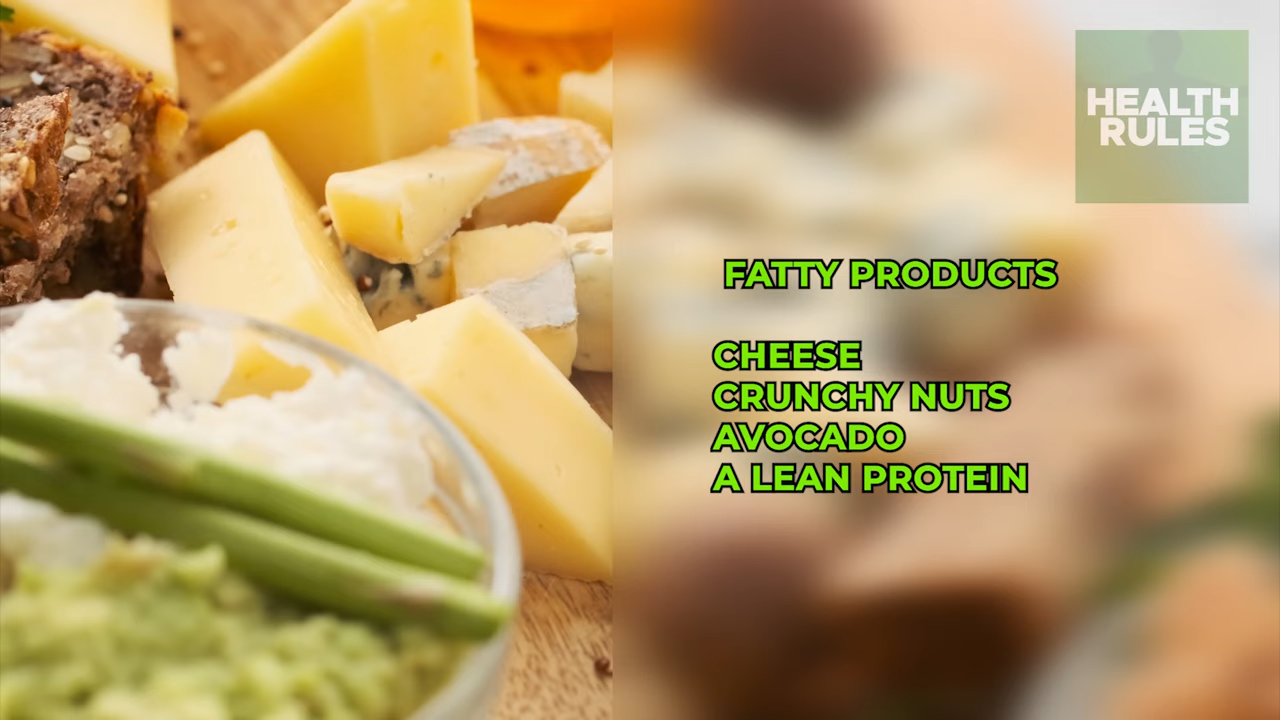 HEALTH
RULES
FATTY PRODUCTS
CHEESE
CRUNCHY NUTS
AVOCADO
A LEAN PROTEIN